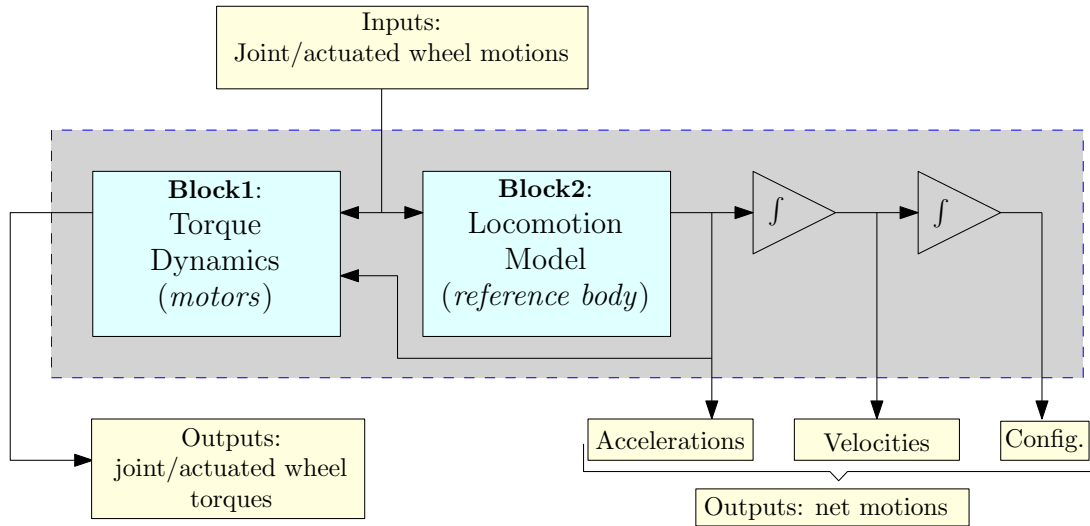 Inputs:
Joint/actuated wheel motions
Block1:
Torque
Dynamics
(motors)
Block2:
Locomotion
Model
(reference body)
∫
∫
Outputs:
joint/actuated wheel
torques
Accelerations
Velocities
Config.
Outputs: net motions